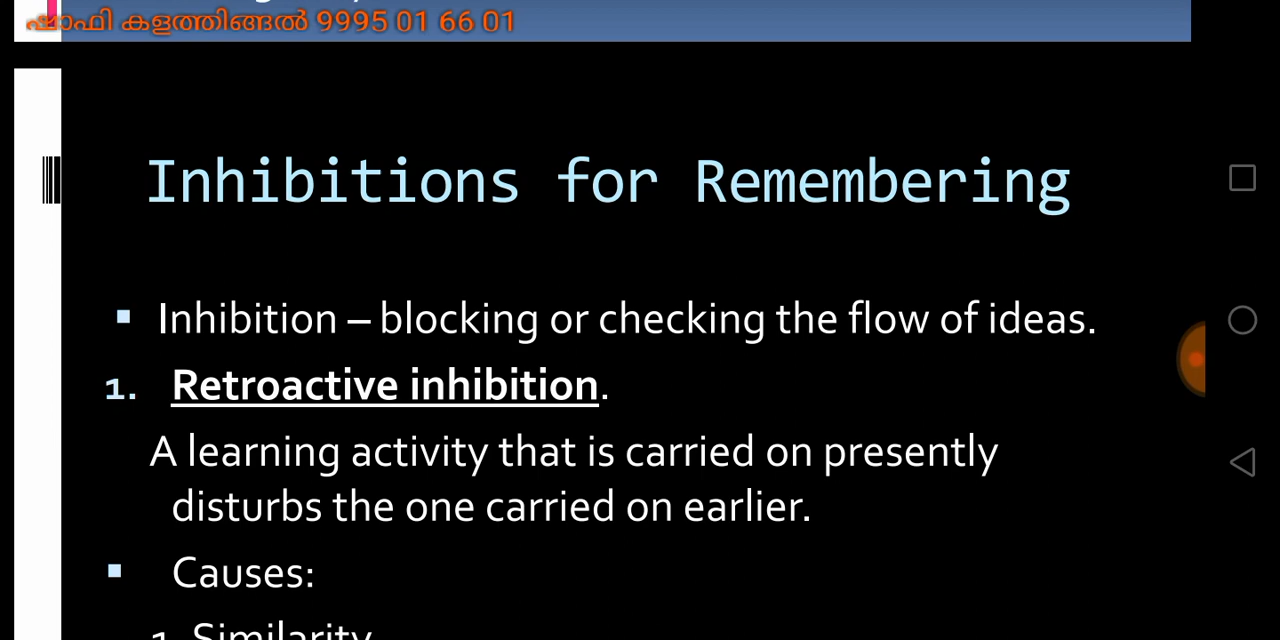 ഷാഫി കളത്തിങ്ങൽ 9995 01 66 01
Inhibitions for Remembering
▪ Inhibition – blocking or checking the flow of ideas.
1. Retroactive inhibition.
A learning activity that is carried on presently
disturbs the one carried on earlier.
▪ Causes:
1. Similarity